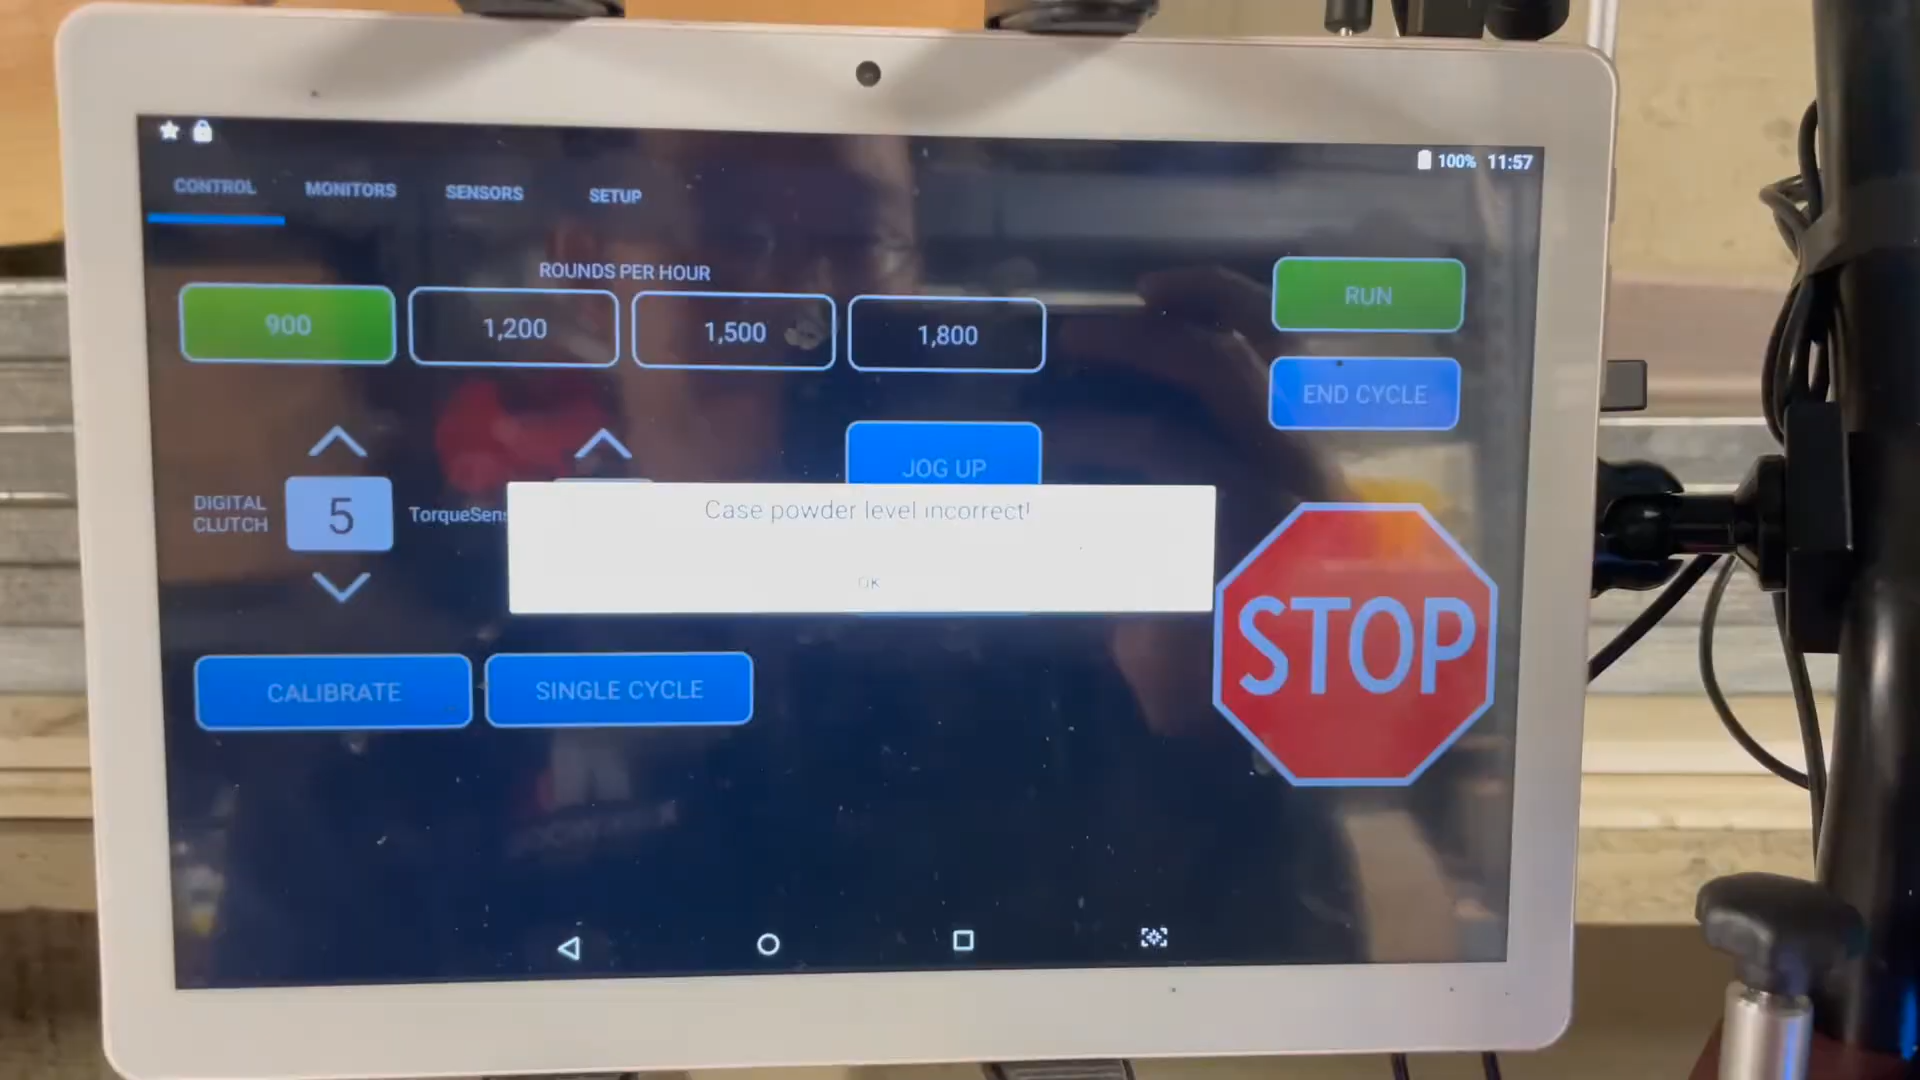 100% 11:57
CONTROL MONITORS SENSORS SETUP
ROUNDS PER HOUR
900 1,200 1,500 1,800
RUN
END CYCLE
JOG UP
DIGITAL
CLUTCH
5
TorqueSens
Case powder level incorrect!
OK
STOP
CALIBRATE SINGLE CYCLE